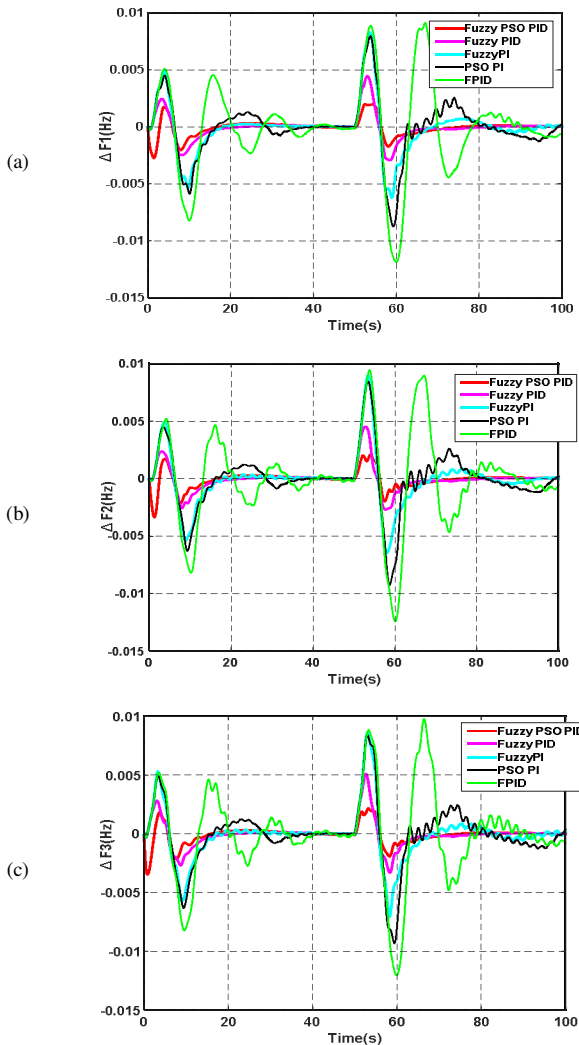 (a)
0.01
0.005
0
-0.005
-0.01
-0.015
Δ F1(Hz)
Fuzzy PSO PID
Fuzzy PID
FuzzyPI
PSO PI
FPID
0 20 40 60 80 100
Time(s)
(b)
0.01
0.005
0
-0.005
-0.01
-0.015
Δ F2(Hz)
Fuzzy PSO PID
Fuzzy PID
FuzzyPI
PSO PI
FPID
0 20 40 60 80 100
Time(s)
(c)
0.01
0.005
0
-0.005
-0.01
-0.015
Δ F3(Hz)
Fuzzy PSO PID
Fuzzy PID
FuzzyPI
PSO PI
FPID
0 20 40 60 80 100
Time(s)